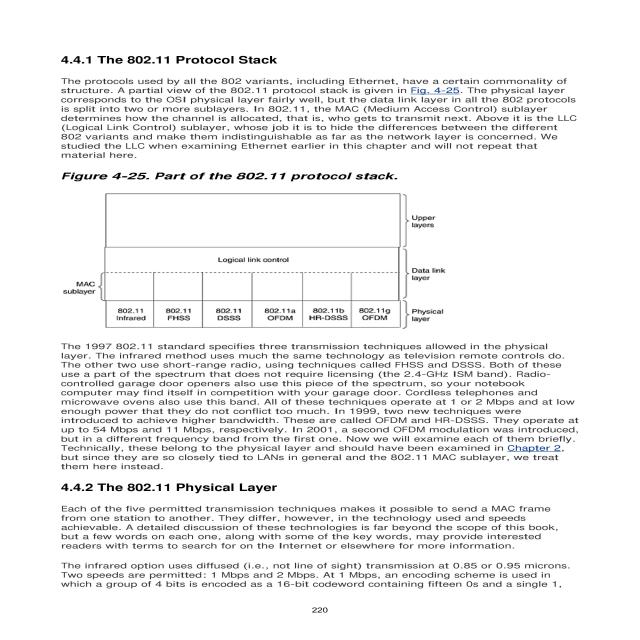 4.4.1 The 802.11 Protocol Stack
The protocols used by all the 802 variants, including Ethernet, have a certain commonality of
structure. A partial view of the 802.11 protocol stack is given in Fig. 4-25. The physical layer
corresponds to the OSI physical layer fairly well, but the data link layer in all the 802 protocols
is split into two or more sublayers. In 802.11, the MAC (Medium Access Control) sublayer
determines how the channel is allocated, that is, who gets to transmit next. Above it is the LLC
(Logical Link Control) sublayer, whose job it is to hide the differences between the different
802 variants and make them indistinguishable as far as the network layer is concerned. We
studied the LLC when examining Ethernet earlier in this chapter and will not repeat that
material here.
Figure 4-25. Part of the 802.11 protocol stack.
Upper
layers
Logical link control
Data link
layer
MAC
sublayer
802.11
Infrared
802.11
FHSS
802.11
DSSS
802.11a
OFDM
802.11b
HR-DSSS
802.11g
OFDM
Physical
layer
The 1997 802.11 standard specifies three transmission techniques allowed in the physical
layer. The infrared method uses much the same technology as television remote controls do.
The other two use short-range radio, using techniques called FHSS and DSSS. Both of these
use a part of the spectrum that does not require licensing (the 2.4-GHz ISM band). Radio-
controlled garage door openers also use this piece of the spectrum, so your notebook
computer may find itself in competition with your garage door. Cordless telephones and
microwave ovens also use this band. All of these techniques operate at 1 or 2 Mbps and at low
enough power that they do not conflict too much. In 1999, two new techniques were
introduced to achieve higher bandwidth. These are called OFDM and HR-DSSS. They operate at
up to 54 Mbps and 11 Mbps, respectively. In 2001, a second OFDM modulation was introduced,
but in a different frequency band from the first one. Now we will examine each of them briefly.
Technically, these belong to the physical layer and should have been examined in Chapter 2,
but since they are so closely tied to LANs in general and the 802.11 MAC sublayer, we treat
them here instead.
4.4.2 The 802.11 Physical Layer
Each of the five permitted transmission techniques makes it possible to send a MAC frame
from one station to another. They differ, however, in the technology used and speeds
achievable. A detailed discussion of these technologies is far beyond the scope of this book,
but a few words on each one, along with some of the key words, may provide interested
readers with terms to search for on the Internet or elsewhere for more information.
The infrared option uses diffused (i.e., not line of sight) transmission at 0.85 or 0.95 microns.
Two speeds are permitted: 1 Mbps and 2 Mbps. At 1 Mbps, an encoding scheme is used in
which a group of 4 bits is encoded as a 16-bit codeword containing fifteen 0s and a single 1,
220